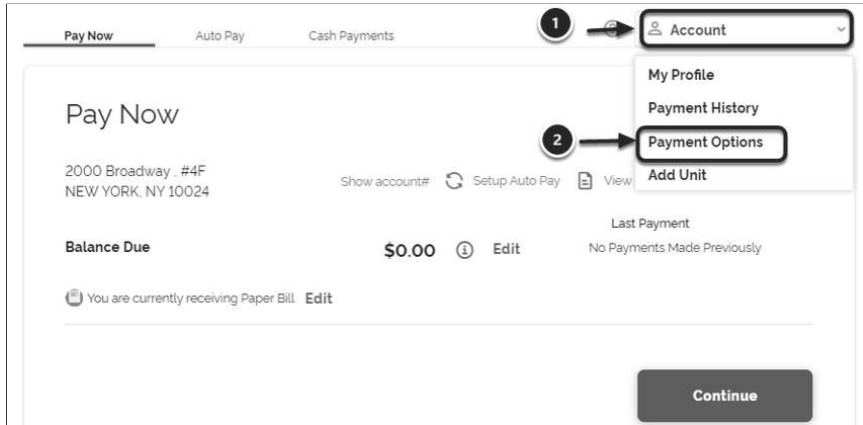 Pay Now Auto Pay Cash Payments 1 Account
My Profile
Payment History
2 Payment Options
Add Unit
Pay Now
2000 Broadway , #4F
NEW YORK, NY 10024
Show account# Setup Auto Pay View
Last Payment
Balance Due $0.00 Edit No Payments Made Previously
You are currently receiving Paper Bill Edit
Continue